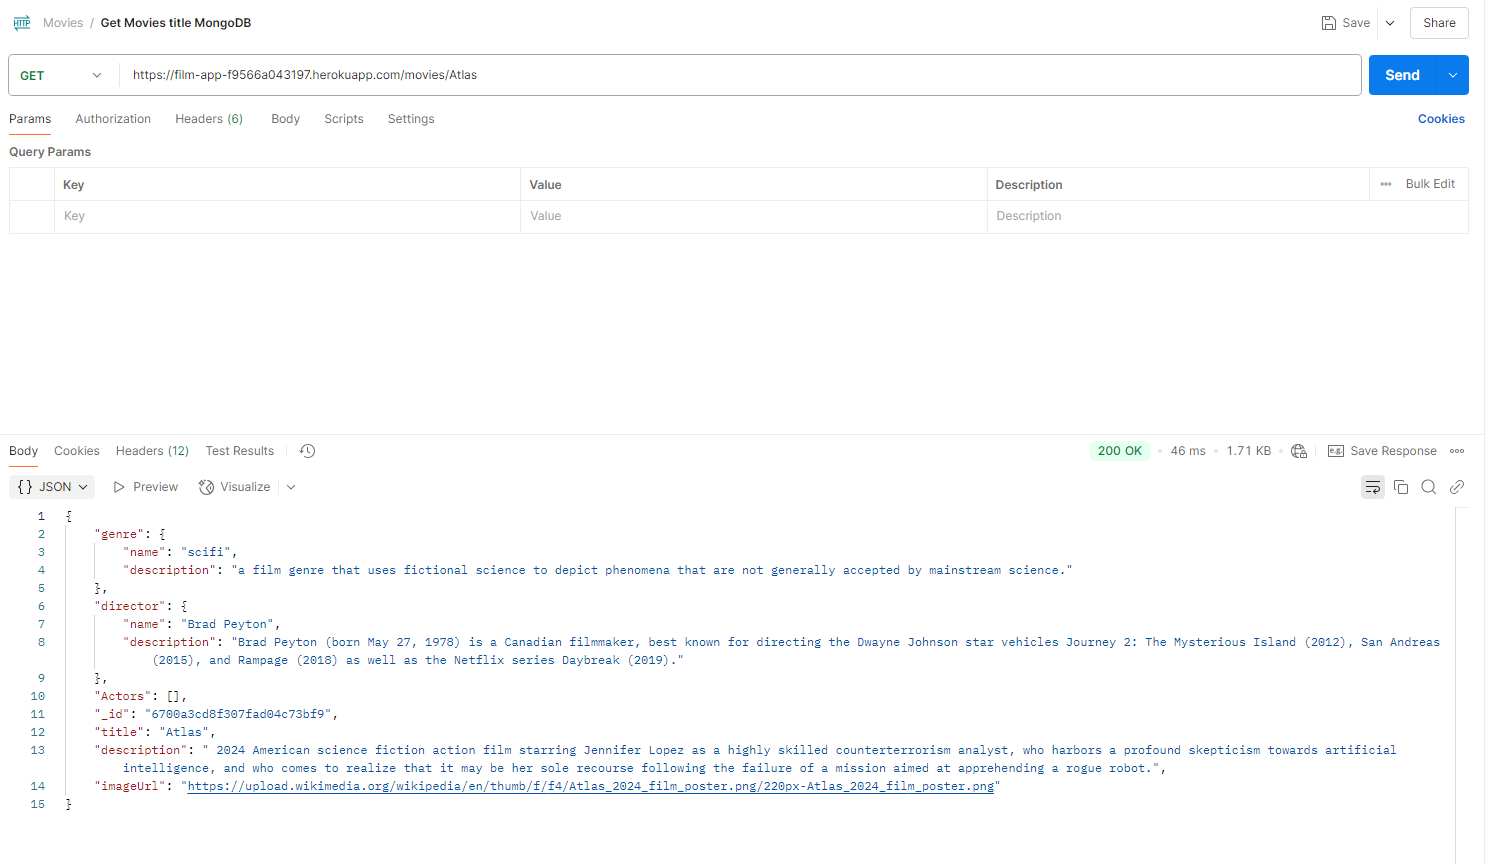 HTTP Movies / Get Movies title MongoDB Save Share
GET https://film-app-f9566a043197.herokuapp.com/movies/Atlas Send
Params Authorization Headers (6) Body Scripts Settings Cookies
Query Params
Key Value Description ••• Bulk Edit
Key Value Description
Body Cookies Headers (12) Test Results 200 OK • 46 ms • 1.71 KB • e.g. Save Response
{} JSON Preview Visualize
1 {
2 "genre": {
3 "name": "scifi",
4 "description": "a film genre that uses fictional science to depict phenomena that are not generally accepted by mainstream science."
5 },
6 "director": {
7 "name": "Brad Peyton",
8 "description": "Brad Peyton (born May 27, 1978) is a Canadian filmmaker, best known for directing the Dwayne Johnson star vehicles Journey 2: The Mysterious Island (2012), San Andreas
(2015), and Rampage (2018) as well as the Netflix series Daybreak (2019)."
9 },
10 "Actors": [],
11 "_id": "6700a3cd8f307fad04c73bf9",
12 "title": "Atlas",
13 "description": " 2024 American science fiction action film starring Jennifer Lopez as a highly skilled counterterrorism analyst, who harbors a profound skepticism towards artificial
intelligence, and who comes to realize that it may be her sole recourse following the failure of a mission aimed at apprehending a rogue robot.",
14 "imageUrl": "https://upload.wikimedia.org/wikipedia/en/thumb/f/f4/Atlas_2024_film_poster.png/220px-Atlas_2024_film_poster.png"
15 }